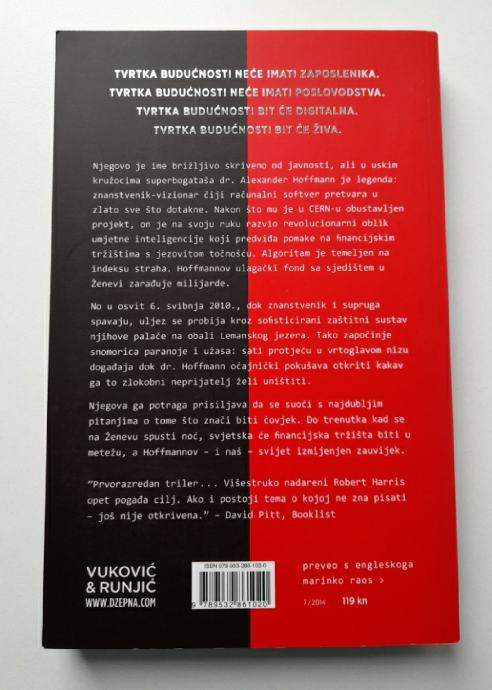 TVRTKA BUDUĆNOSTI NEĆE IMATI ZAPOSLENIKA.
TVRTKA BUDUĆNOSTI NEĆE IMATI POSLOVODSTVA.
TVRTKA BUDUĆNOSTI BIT ĆE DIGITALNA.
TVRTKA BUDUĆNOSTI BIT ĆE ŽIVA.
Njegovo je ime brižljivo skriveno od javnosti, ali u uskim
kružocima superbogataša dr. Alexander Hoffmann je legenda:
znanstvenik-vizionar čiji računalni softver pretvara u
zlato sve što dotakne. Nakon što mu je u CERN-u obustavljen
projekt, on je na svoju ruku razvio revolucionarni oblik
umjetne inteligencije koji predviđa pomake na financijskim
tržištima s jezovitom točnošću. Algoritam je temeljen na
indeksu straha. Hoffmannov ulagački fond sa sjedištem u
Ženevi zarađuje milijarde.
No u osvit 6. svibnja 2010., dok znanstvenik i supruga
spavaju, uljez se probija kroz sofisticirani zaštitni sustav
njihove palače na obali Lemanskog jezera. Tako započinje
snomorica paranoje i užasa: sati protječu u vrtoglavom nizu
događaja dok dr. Hoffmann očajnički pokušava otkriti kakav
ga to zlokobni neprijatelj želi uništiti.
Njegova ga potraga prisiljava da se suoči s najdubljim
pitanjima o tome što znači biti čovjek. Do trenutka kad se
na Ženevu spusti noć, svjetska će financijska tržišta biti u
metežu, a Hoffmannov – i naš – svijet izmijenjen zauvijek.
"Prvorazredan triler... Višestruko nadareni Robert Harris
opet pogađa cilj. Ako i postoji tema o kojoj ne zna pisati
– još nije otkrivena." – David Pitt, Booklist
VUKOVIĆ
& RUNJIĆ
WWW.DZEPNA.COM
ISBN 978-953-286-102-0
9 789532 861020
preveo s engleskoga
marinko raos >
7/2014 119 kn